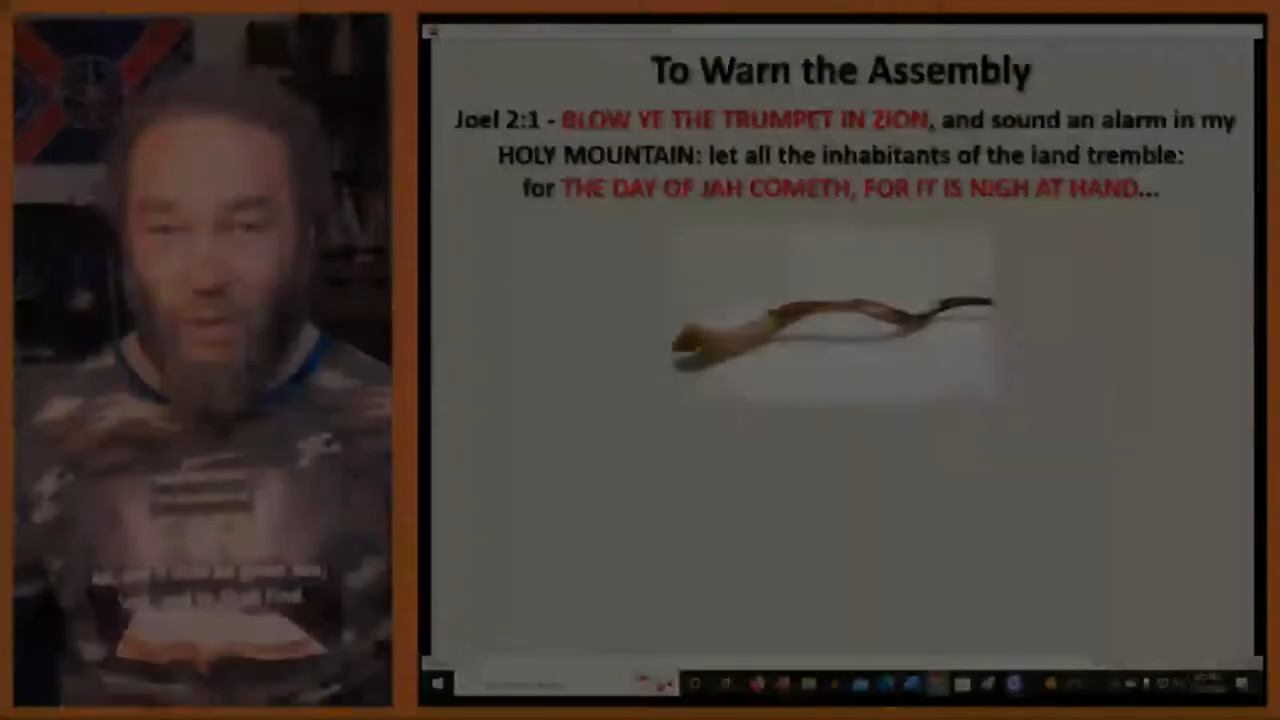 To Warn the Assembly
Joel 2:1 - BLOW YE THE TRUMPET IN ZION, and sound an alarm in my
HOLY MOUNTAIN: let all the inhabitants of the land tremble:
for THE DAY OF JAH COMETH, FOR IT IS NIGH AT HAND...